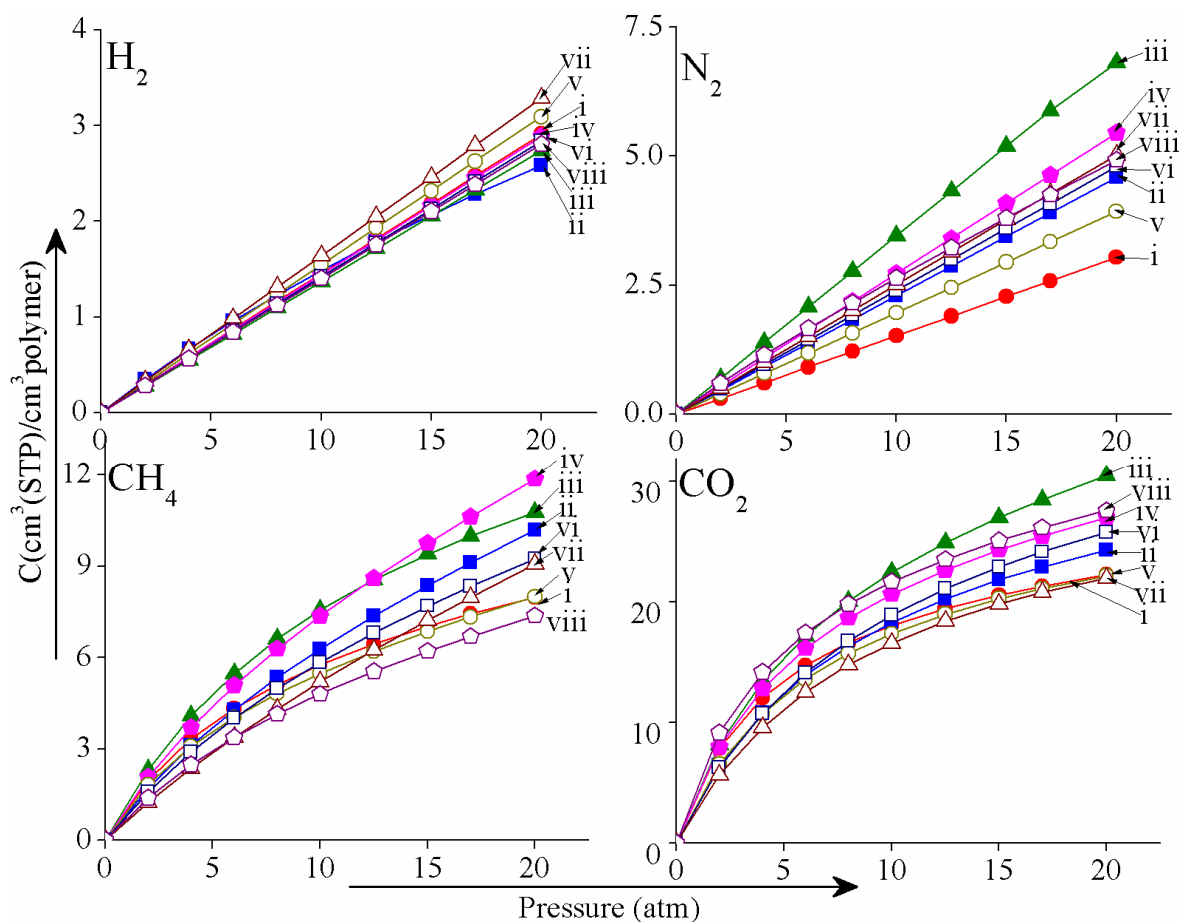 H2
4
3
2
1
0
0
5
10
15
20
vii
v
i
iv
vi
viii
iii
ii
N2
7.5
5.0
2.5
0.0
0
5
10
15
20
iii
iv
vii
viii
vi
ii
v
i
CH4
12
9
6
3
0
0
5
10
15
20
iv
iii
ii
vi
vii
v
i
viii
CO2
30
20
10
0
0
5
10
15
20
iii
viii
iv
vi
ii
v
vii
i
C(cm3(STP)/cm3polymer)
Pressure (atm)